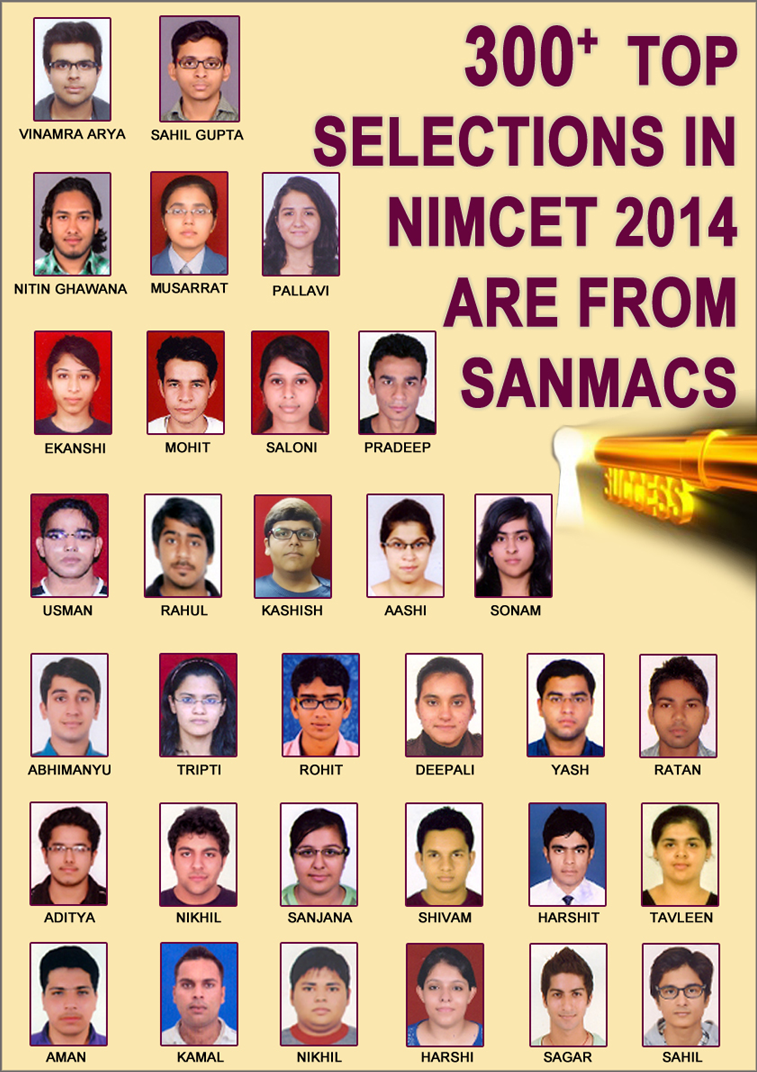 300+ TOP
SELECTIONS IN
NIMCET 2014
ARE FROM
SANMACS
SUCCESS
VINAMRA ARYA SAHIL GUPTA
NITIN GHAWANA MUSARRAT PALLAVI
EKANSHI MOHIT SALONI PRADEEP
USMAN RAHUL KASHISH AASHI SONAM
ABHIMANYU TRIPTI ROHIT DEEPALI YASH RATAN
ADITYA NIKHIL SANJANA SHIVAM HARSHIT TAVLEEN
AMAN KAMAL NIKHIL HARSHI SAGAR SAHIL